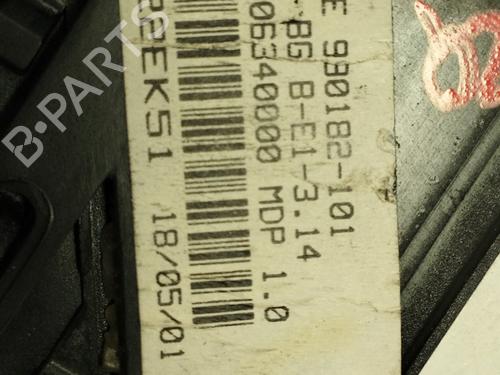 E 990182-101
BG B-E1-3.14
06340000 MDP 1.0
EK51 18/05/01
B-PARTS